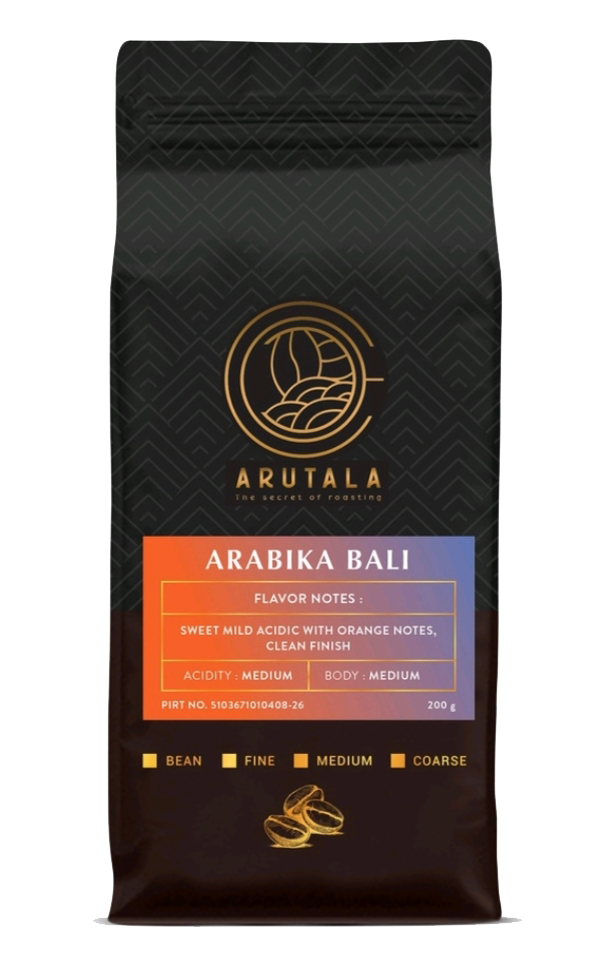 ARUTALA
The secret of roasting
ARABIKA BALI
FLAVOR NOTES :
SWEET MILD ACIDIC WITH ORANGE NOTES,
CLEAN FINISH
ACIDITY : MEDIUM BODY : MEDIUM
PIRT NO. 5103671010408-26 200 g
BEAN FINE MEDIUM COARSE